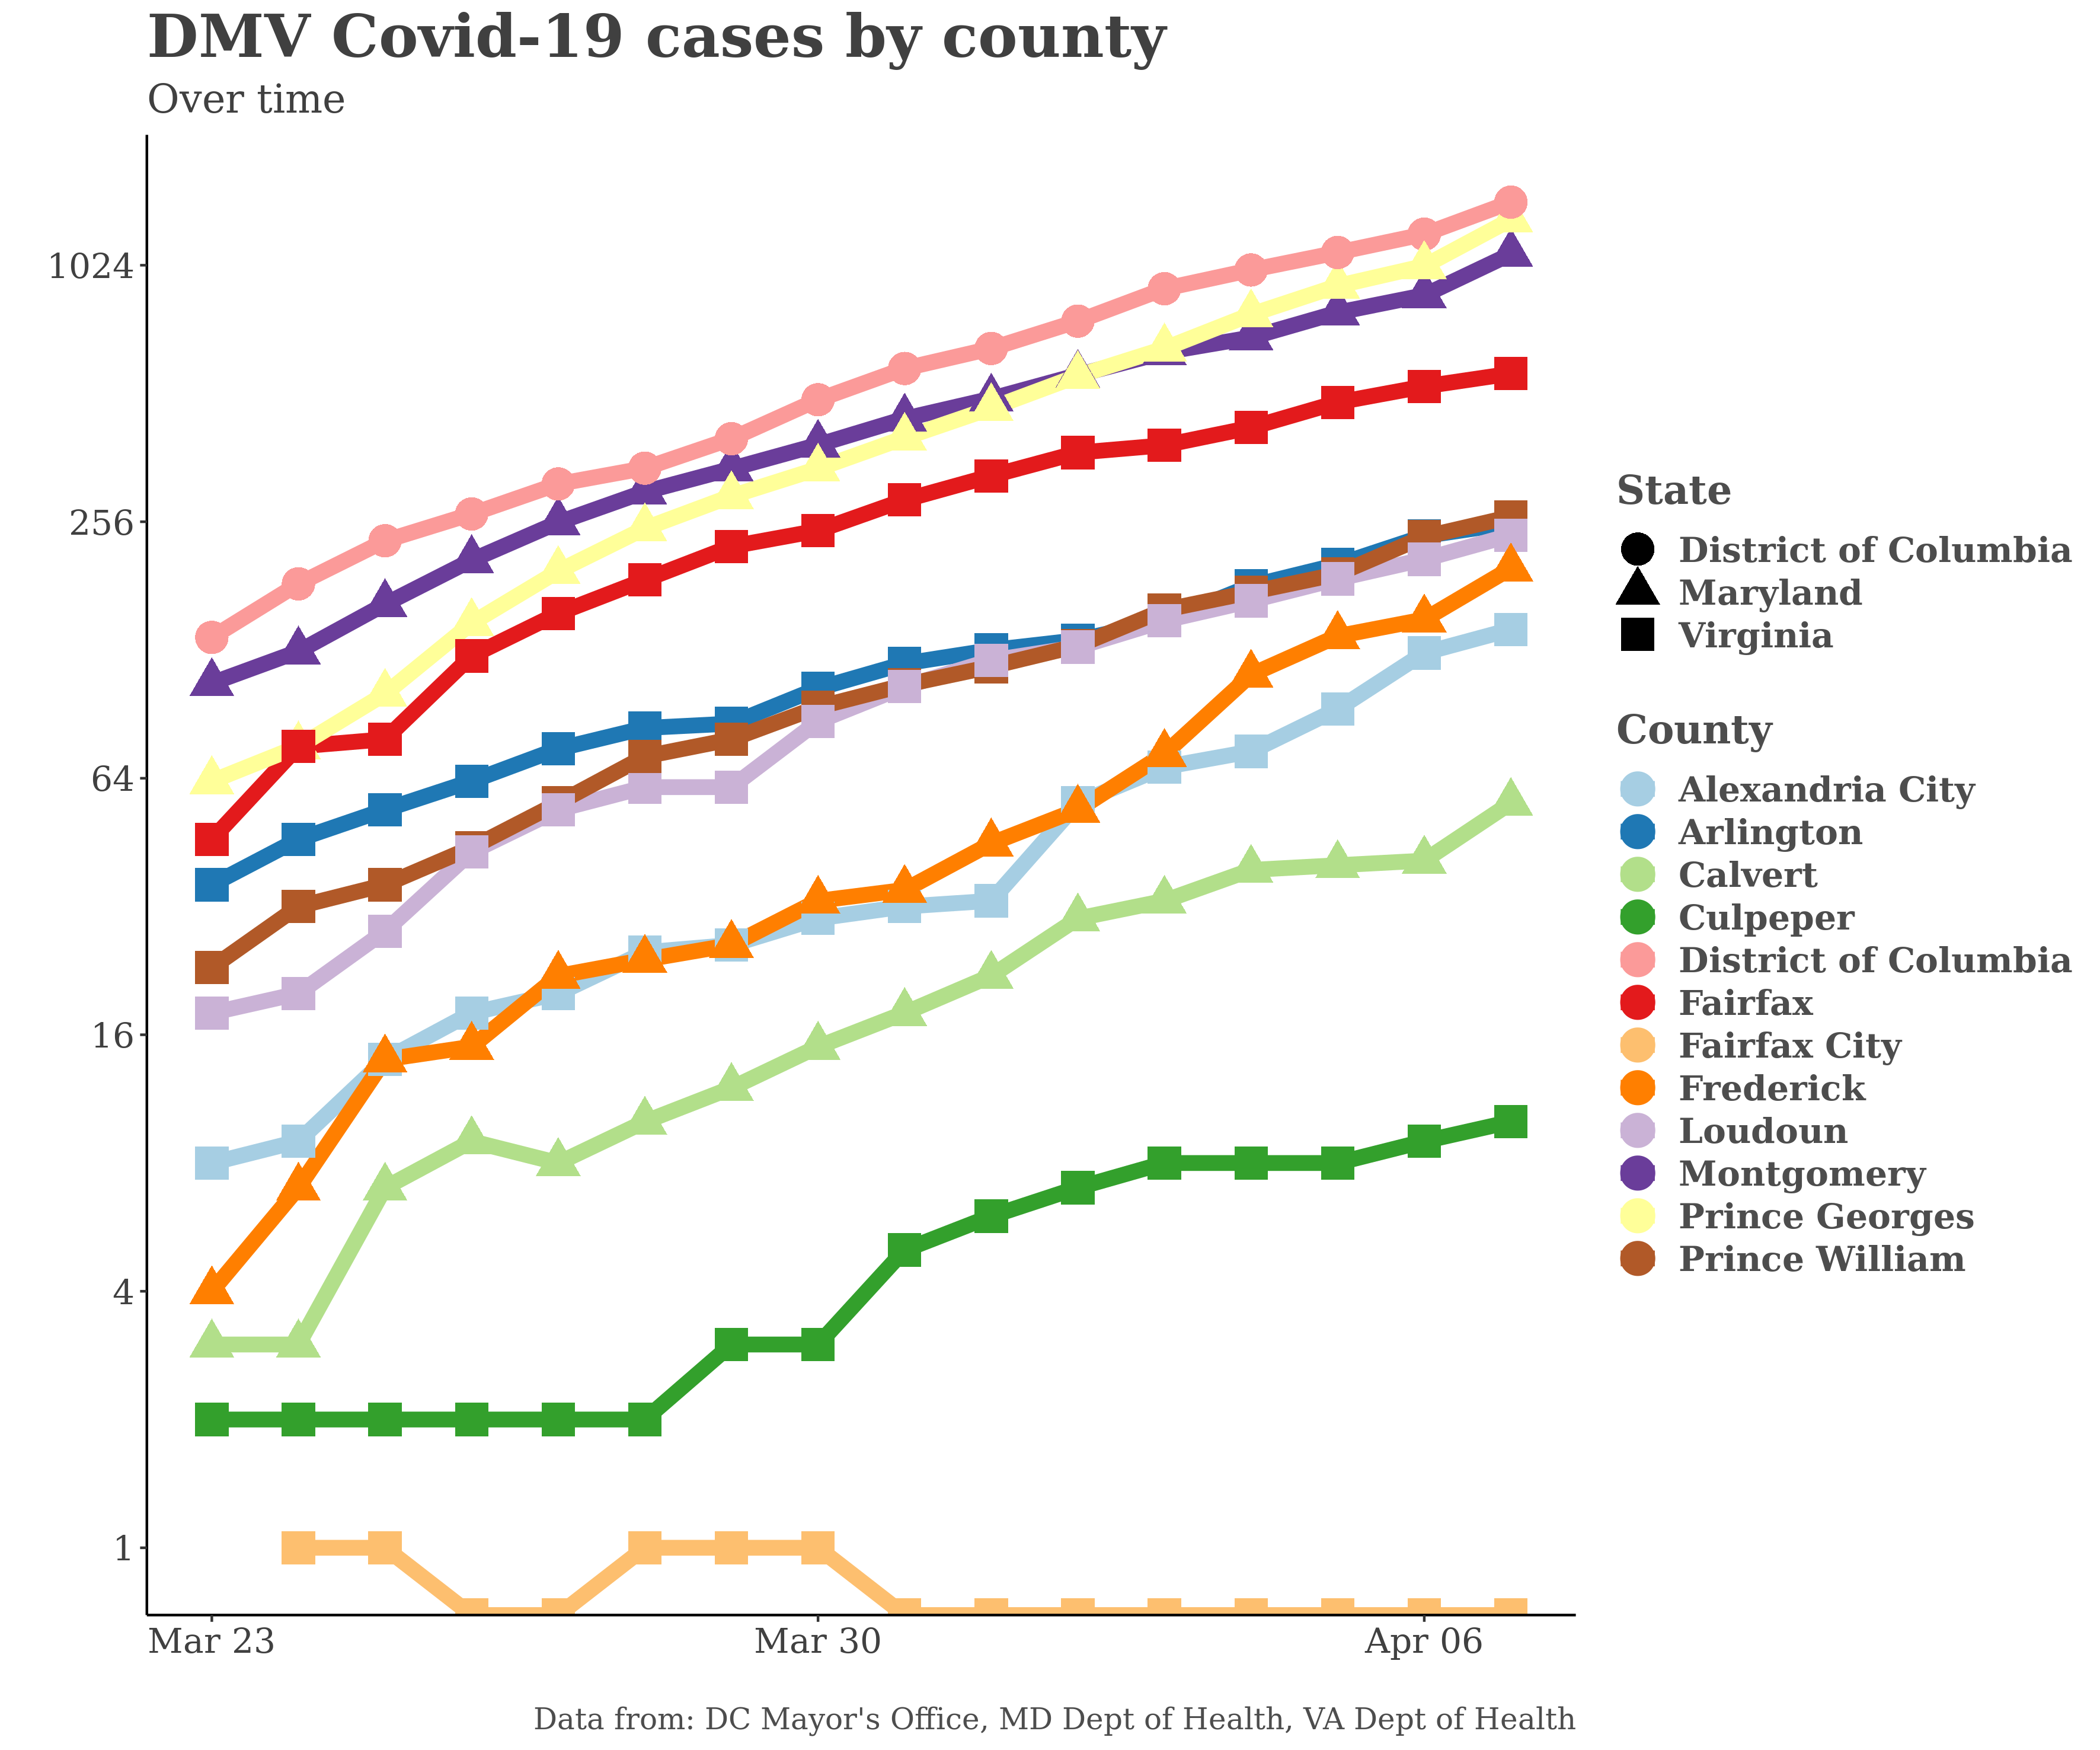 DMV Covid-19 cases by county
Over time
1024
256
64
16
4
1
Mar 23
Mar 30
Apr 06
State
District of Columbia
Maryland
Virginia
County
Alexandria City
Arlington
Calvert
Culpeper
District of Columbia
Fairfax
Fairfax City
Frederick
Loudoun
Montgomery
Prince Georges
Prince William
Data from: DC Mayor's Office, MD Dept of Health, VA Dept of Health